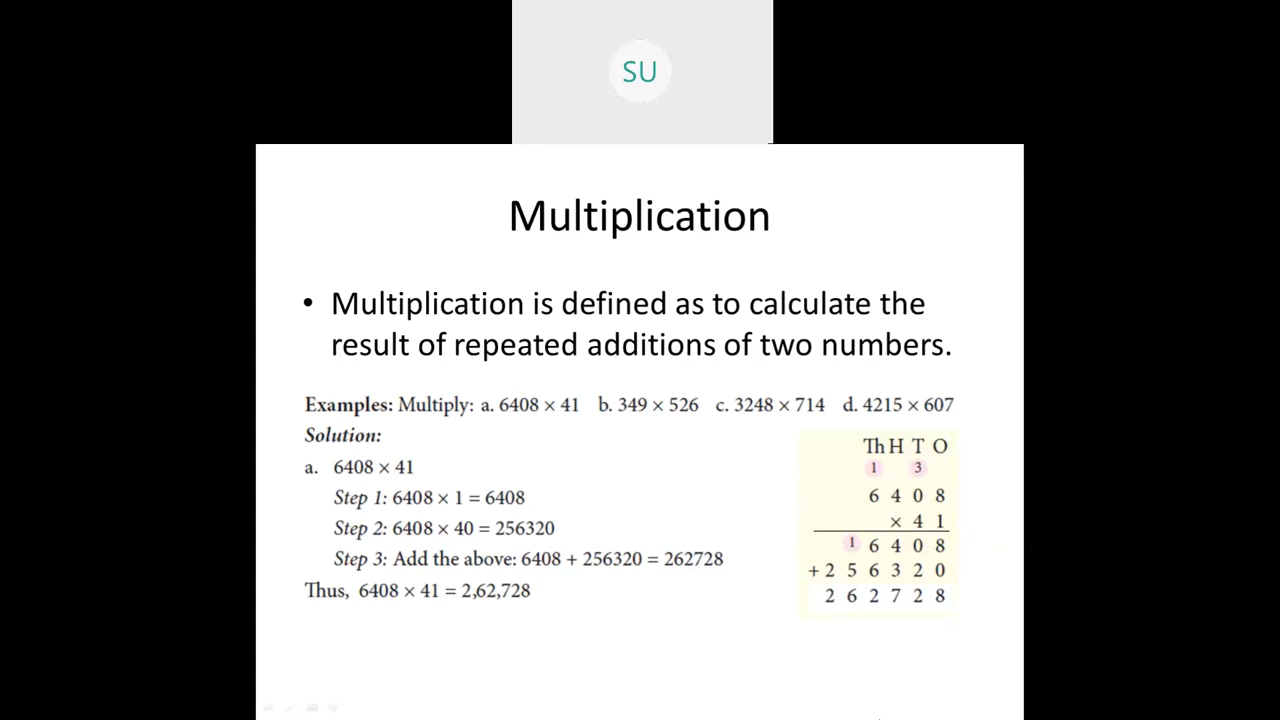 SU
Multiplication
• Multiplication is defined as to calculate the
result of repeated additions of two numbers.
Examples: Multiply: a. 6408 × 41 b. 349 × 526 c. 3248 × 714 d. 4215 × 607
Solution:
a. 6408 × 41
Step 1: 6408 × 1 = 6408
Step 2: 6408 × 40 = 256320
Step 3: Add the above: 6408 + 256320 = 262728
Thus, 6408 × 41 = 2,62,728
Th H T O
1 3
6 4 0 8
× 4 1
1 6 4 0 8
+ 2 5 6 3 2 0
2 6 2 7 2 8